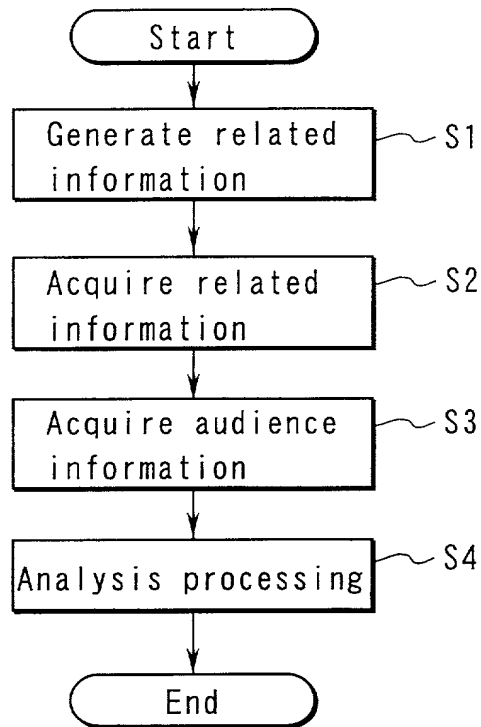 Start
Generate related
information
S1
Acquire related
information
S2
Acquire audience
information
S3
Analysis processing
S4
End